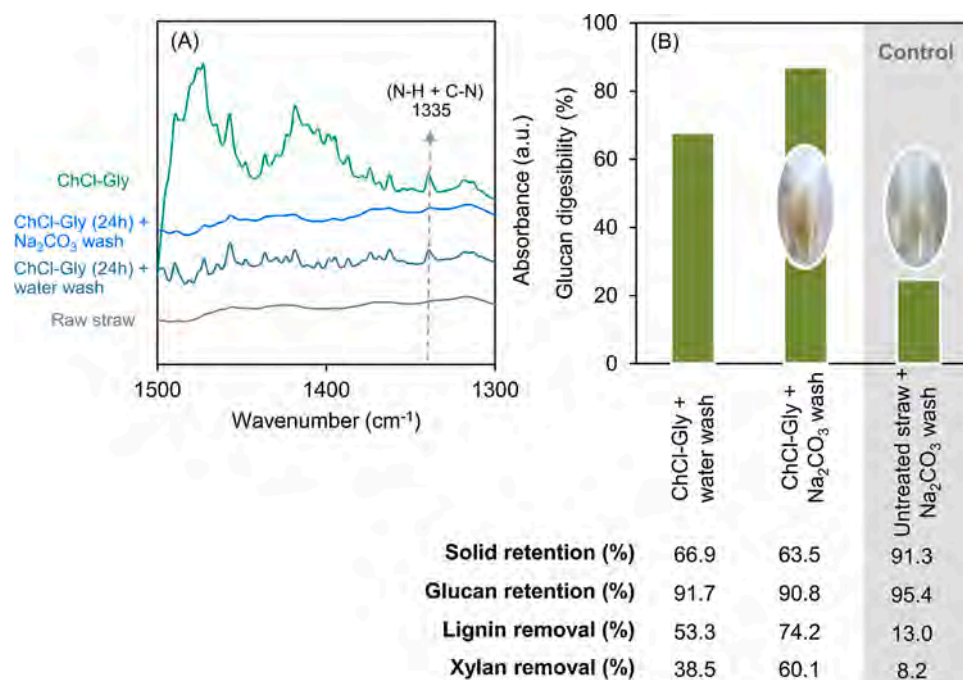 (A)
(N-H + C-N)
1335
ChCl-Gly
ChCl-Gly (24h) +
Na₂CO₃ wash
ChCl-Gly (24h) +
water wash
Raw straw
1500
1400
1300
Wavenumber (cm⁻¹)
Absorbance (a.u.)
(B)
Control
Glucan digesibility (%)
100
80
60
40
20
0
ChCl-Gly +
water wash
ChCl-Gly +
Na₂CO₃ wash
Untreated straw +
Na₂CO₃ wash
Solid retention (%) 66.9 63.5 91.3
Glucan retention (%) 91.7 90.8 95.4
Lignin removal (%) 53.3 74.2 13.0
Xylan removal (%) 38.5 60.1 8.2